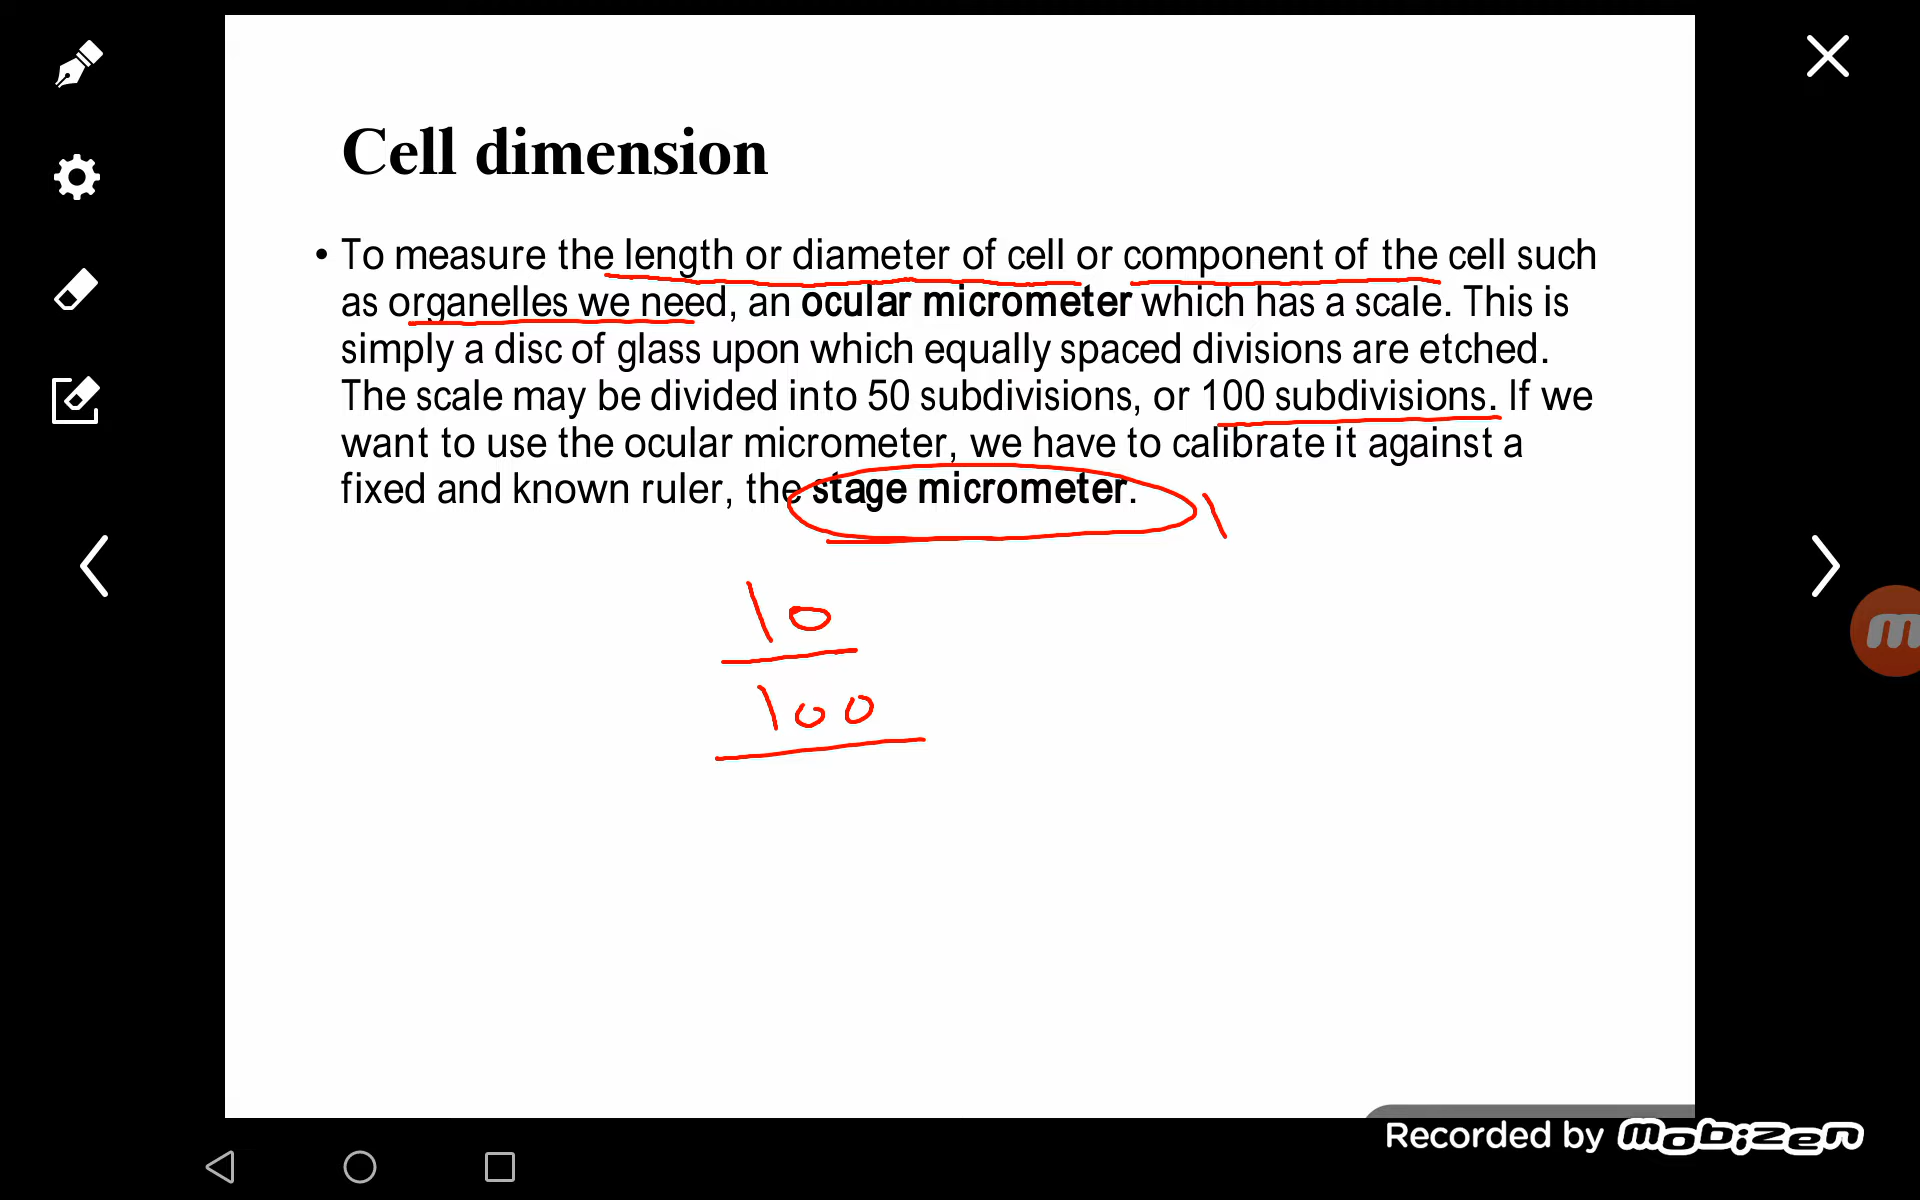 Cell dimension
• To measure the length or diameter of cell or component of the cell such
as organelles we need, an ocular micrometer which has a scale. This is
simply a disc of glass upon which equally spaced divisions are etched.
The scale may be divided into 50 subdivisions, or 100 subdivisions. If we
want to use the ocular micrometer, we have to calibrate it against a
fixed and known ruler, the stage micrometer.
10
100
Recorded by mobizen